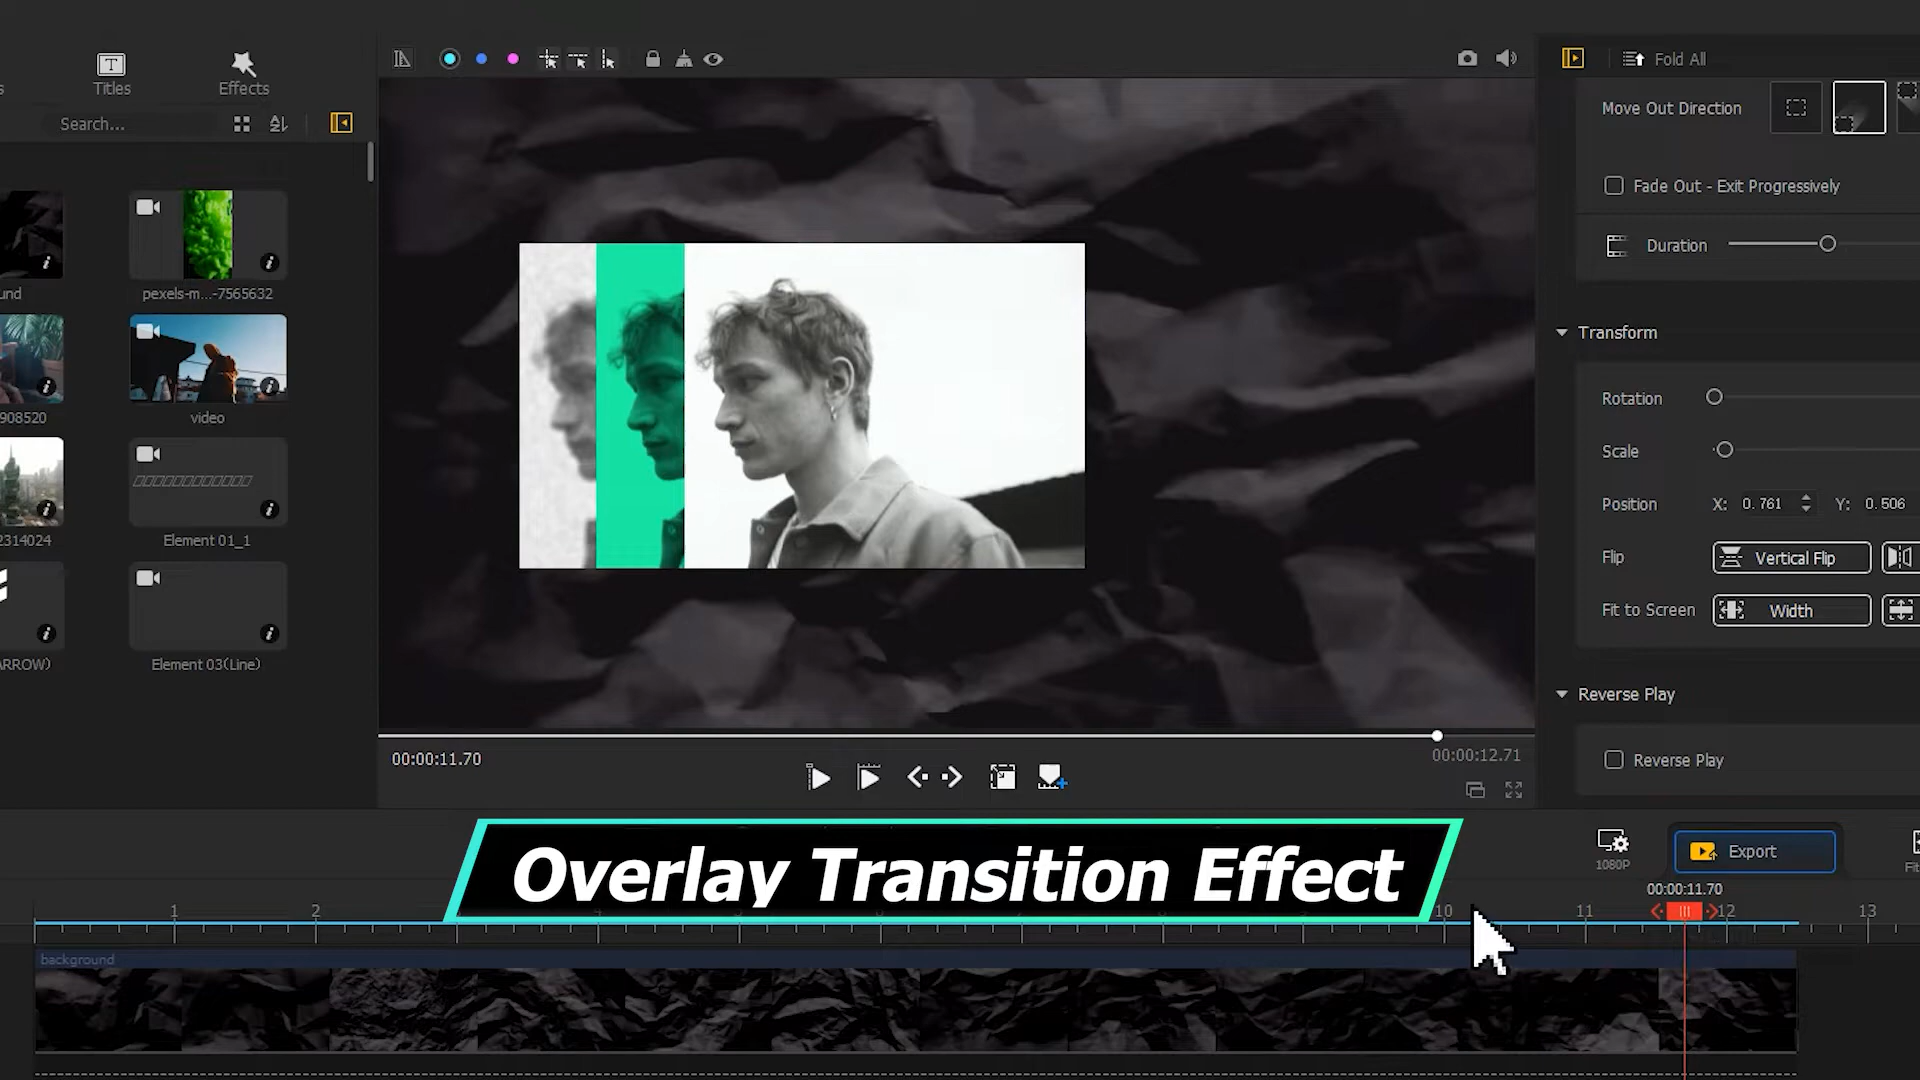 Titles
Effects
Search...
und
pexels-m...-7565632
908520
video
2314024
Element 01_1
ARROW)
Element 03(Line)
Fold All
Move Out Direction
Fade Out - Exit Progressively
Duration
Transform
Rotation
Scale
Position X: 0.761 Y: 0.506
Flip Vertical Flip
Fit to Screen Width
Reverse Play
Reverse Play
00:00:11.70
00:00:12.71
Overlay Transition Effect
1080P
Export
Fit
00:00:11.70
1 2 10 11 12 13
background